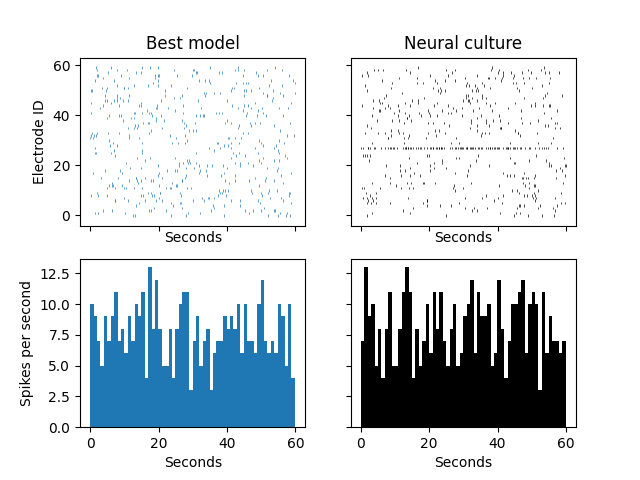 Best model
Neural culture
60
40
20
0
Electrode ID
Seconds
Seconds
12.5
10.0
7.5
5.0
2.5
0.0
Spikes per second
0 20 40 60
0 20 40 60
Seconds
Seconds